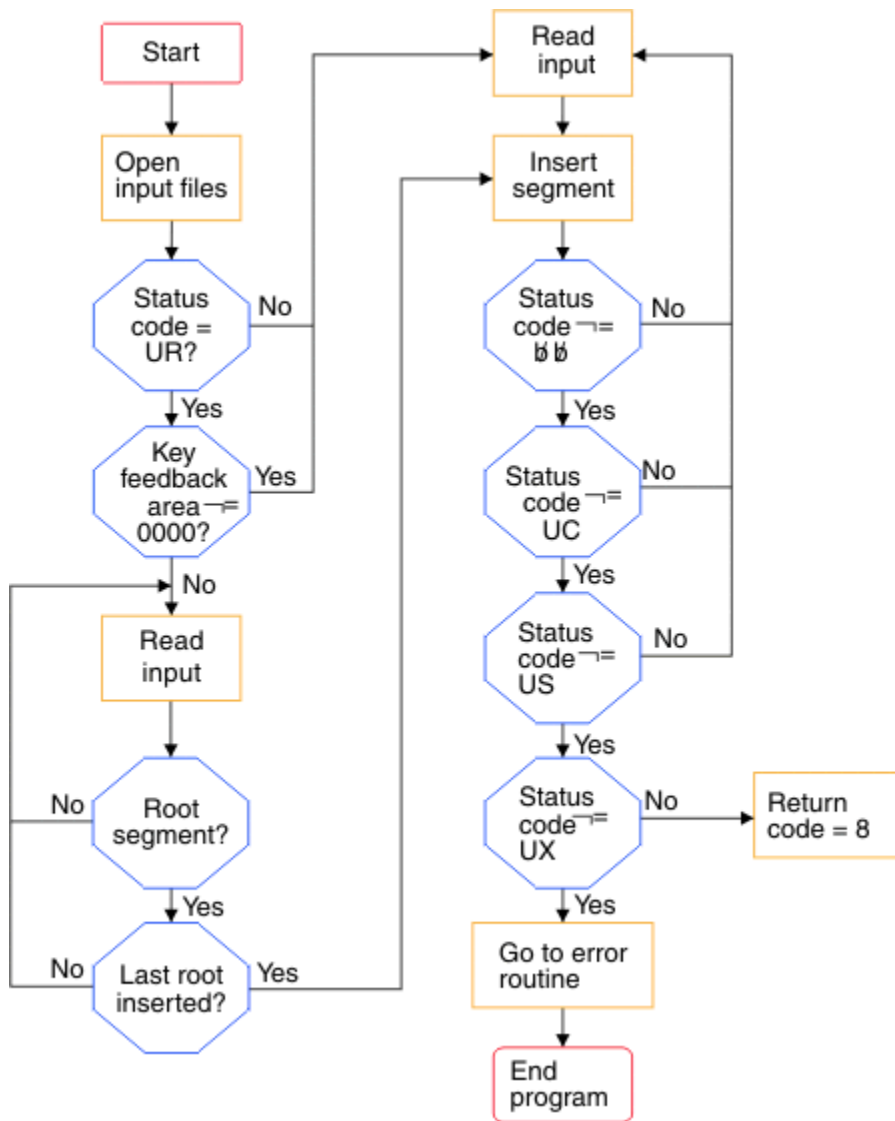 Start
Open
input files
Status
code =
UR?
No
Yes
Key
feedback
area ¬=
0000?
Yes
No
Read
input
Root
segment?
No
Yes
Last root
inserted?
No
Yes
Read
input
Insert
segment
Status
code ¬=
b̸ b̸
No
Yes
Status
code ¬=
UC
No
Yes
Status
code ¬=
US
No
Yes
Status
code ¬=
UX
No
Return
code = 8
Yes
Go to error
routine
End
program